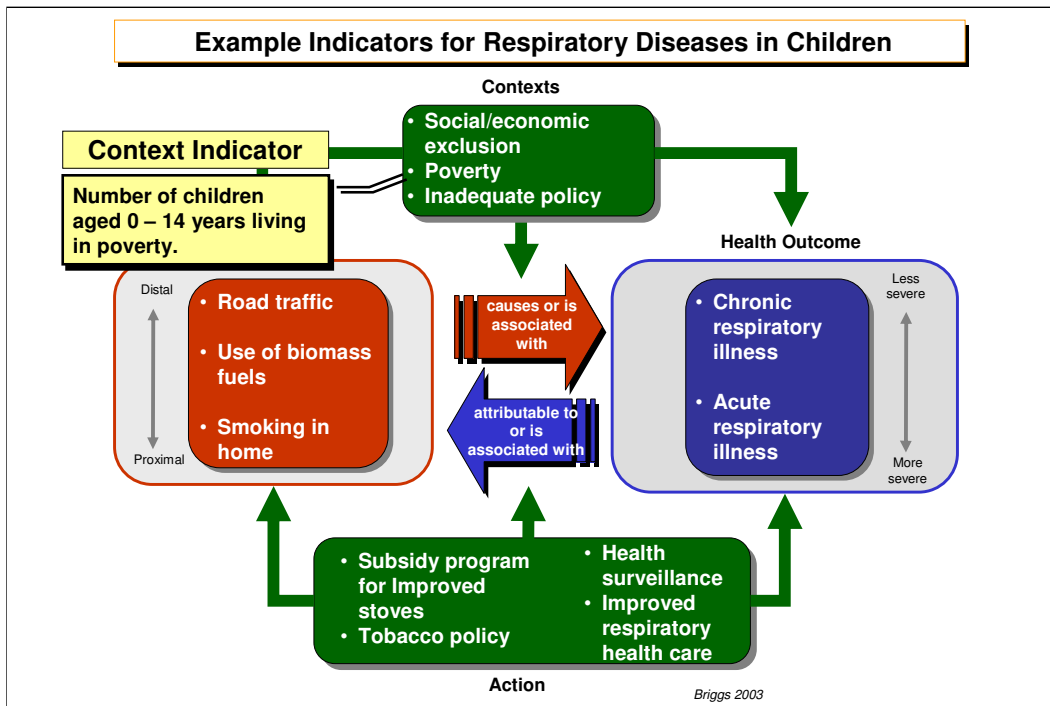 Example Indicators for Respiratory Diseases in Children
Contexts
• Social/economic
exclusion
• Poverty
• Inadequate policy
Context Indicator
Number of children
aged 0 – 14 years living
in poverty.
Distal
Proximal
• Road traffic
• Use of biomass
fuels
• Smoking in
home
causes or is
associated
with
attributable to
or is
associated with
Health Outcome
• Chronic
respiratory
illness
• Acute
respiratory
illness
Less
severe
More
severe
• Subsidy program
for Improved
stoves
• Tobacco policy
• Health
surveillance
• Improved
respiratory
health care
Action
Briggs 2003